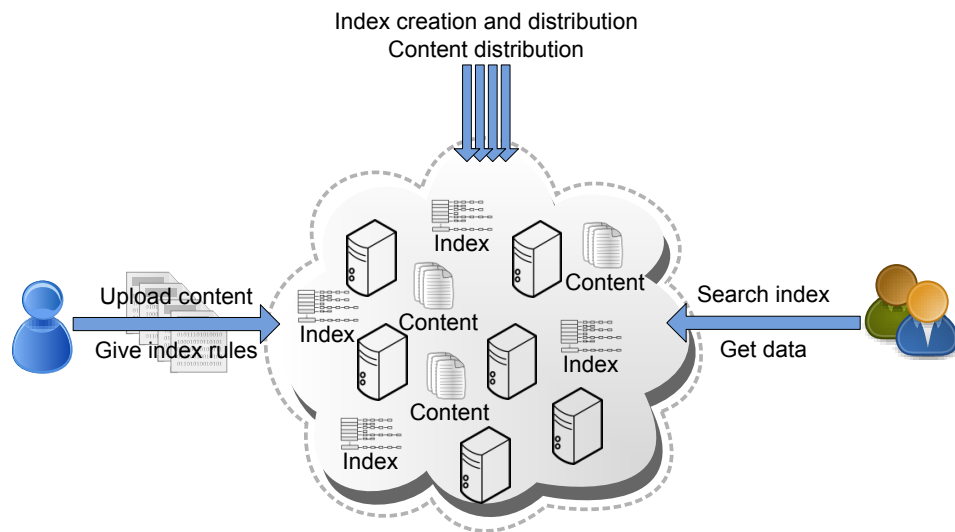 Index creation and distribution
Content distribution
Index
Content
Upload content
Give index rules
Index
Content
Search index
Get data
Index
Content
Index